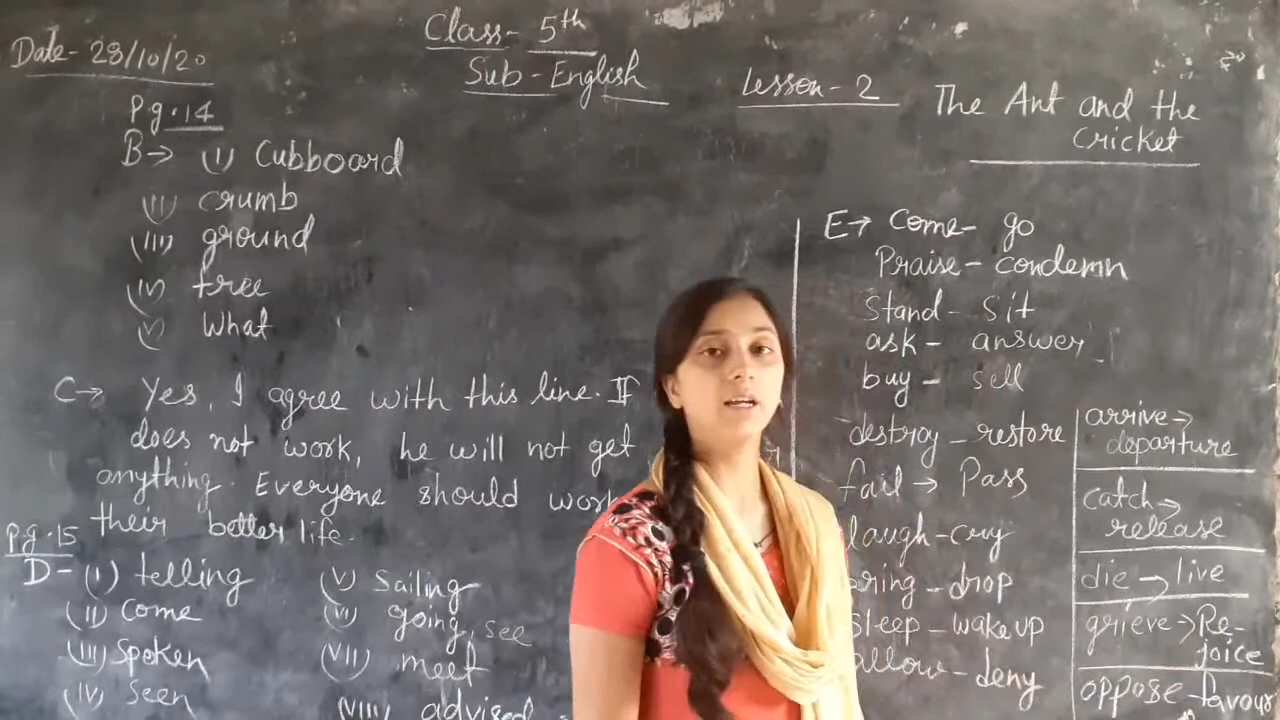 Date- 28/10/20
Class- 5th
Sub-English
Lesson-2
The Ant and the
Cricket
Pg.14
B→ (I) Cubboard
(II) crumb
(III) ground
(IV) tree
(V) What
C→ Yes, I agree with this line. If
does not work, he will not get
anything. Everyone should work
their better life.
Pg.15
D- (I) telling
(II) Come
(III) Spoken
(IV) Seen
(V) Sailing
(VI) going, see
(VII) meet
(VIII) advised
E→ Come- go
Praise- condemn
Stand- Sit
ask- answer
buy- sell
destroy- restore
fail → Pass
laugh-cry
ring-drop
Sleep-wake up
allow-deny
arrive→
departure
catch→
release
die → live
grieve→Re-
joice
oppose-favour